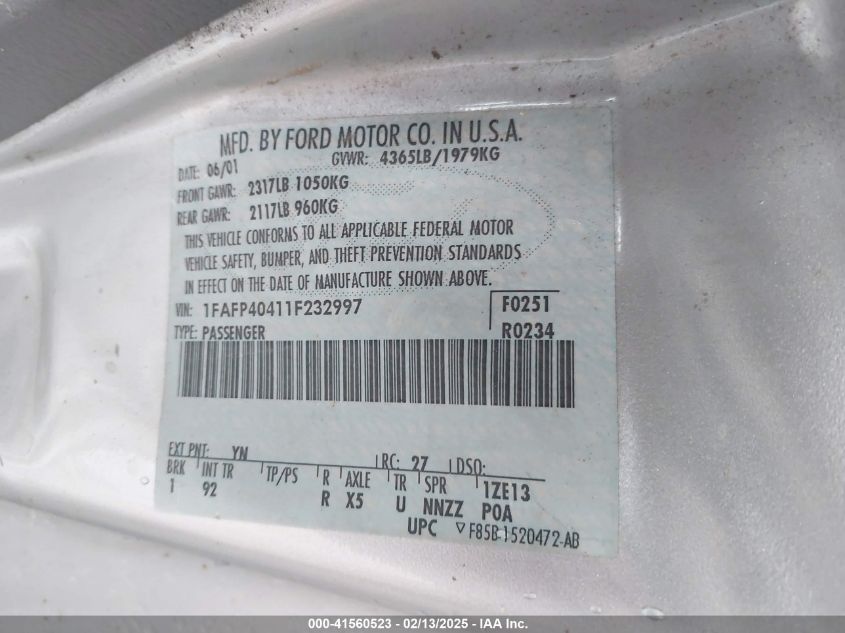 MFD. BY FORD MOTOR CO. IN U.S.A.
DATE: 06/01 GVWR: 4365LB/1979KG
FRONT GAWR: 2317LB 1050KG
REAR GAWR: 2117LB 960KG
THIS VEHICLE CONFORMS TO ALL APPLICABLE FEDERAL MOTOR
VEHICLE SAFETY, BUMPER, AND THEFT PREVENTION STANDARDS
IN EFFECT ON THE DATE OF MANUFACTURE SHOWN ABOVE.
VIN: 1FAFP40411F232997 F0251
TYPE: PASSENGER R0234
EXT PNT: YN RC: 27 DSO:
BRK INT TR TP/PS R AXLE TR SPR 1ZE13
1 92 R X5 U NNZZ P0A
UPC F85B-1520472-AB
000-41560523 - 02/13/2025 - IAA Inc.